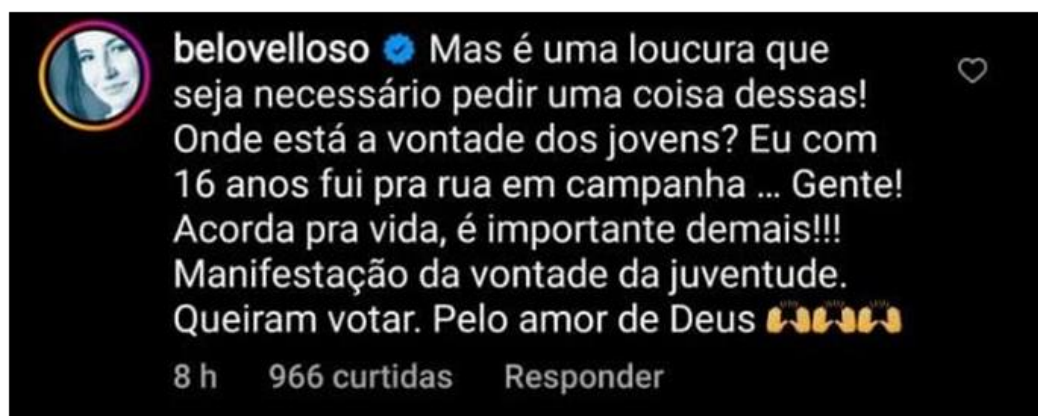 belovelloso Mas é uma loucura que
seja necessário pedir uma coisa dessas!
Onde está a vontade dos jovens? Eu com
16 anos fui pra rua em campanha ... Gente!
Acorda pra vida, é importante demais!!!
Manifestação da vontade da juventude.
Queiram votar. Pelo amor de Deus 🙌🙌🙌
8 h 966 curtidas Responder